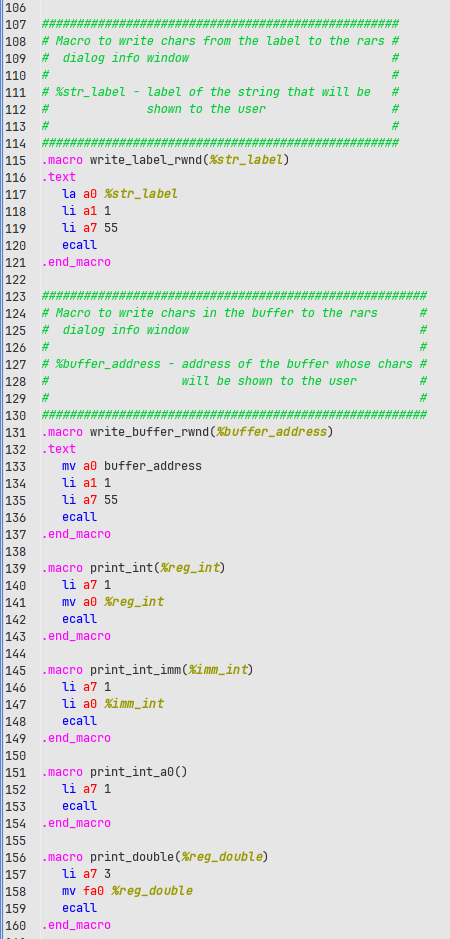 106
107 ###################################################
108 # Macro to write chars from the label to the rars #
109 #  dialog info window                             #
110 #                                                 #
111 # %str_label - label of the string that will be   #
112 #              shown to the user                  #
113 #                                                 #
114 ###################################################
115 .macro write_label_rwnd(%str_label)
116 .text
117    la a0 %str_label
118    li a1 1
119    li a7 55
120    ecall
121 .end_macro
122
123 #######################################################
124 # Macro to write chars in the buffer to the rars      #
125 #  dialog info window                                 #
126 #                                                     #
127 # %buffer_address - address of the buffer whose chars #
128 #                   will be shown to the user         #
129 #                                                     #
130 #######################################################
131 .macro write_buffer_rwnd(%buffer_address)
132 .text
133    mv a0 buffer_address
134    li a1 1
135    li a7 55
136    ecall
137 .end_macro
138
139 .macro print_int(%reg_int)
140    li a7 1
141    mv a0 %reg_int
142    ecall
143 .end_macro
144
145 .macro print_int_imm(%imm_int)
146    li a7 1
147    li a0 %imm_int
148    ecall
149 .end_macro
150
151 .macro print_int_a0()
152    li a7 1
153    ecall
154 .end_macro
155
156 .macro print_double(%reg_double)
157    li a7 3
158    mv fa0 %reg_double
159    ecall
160 .end_macro